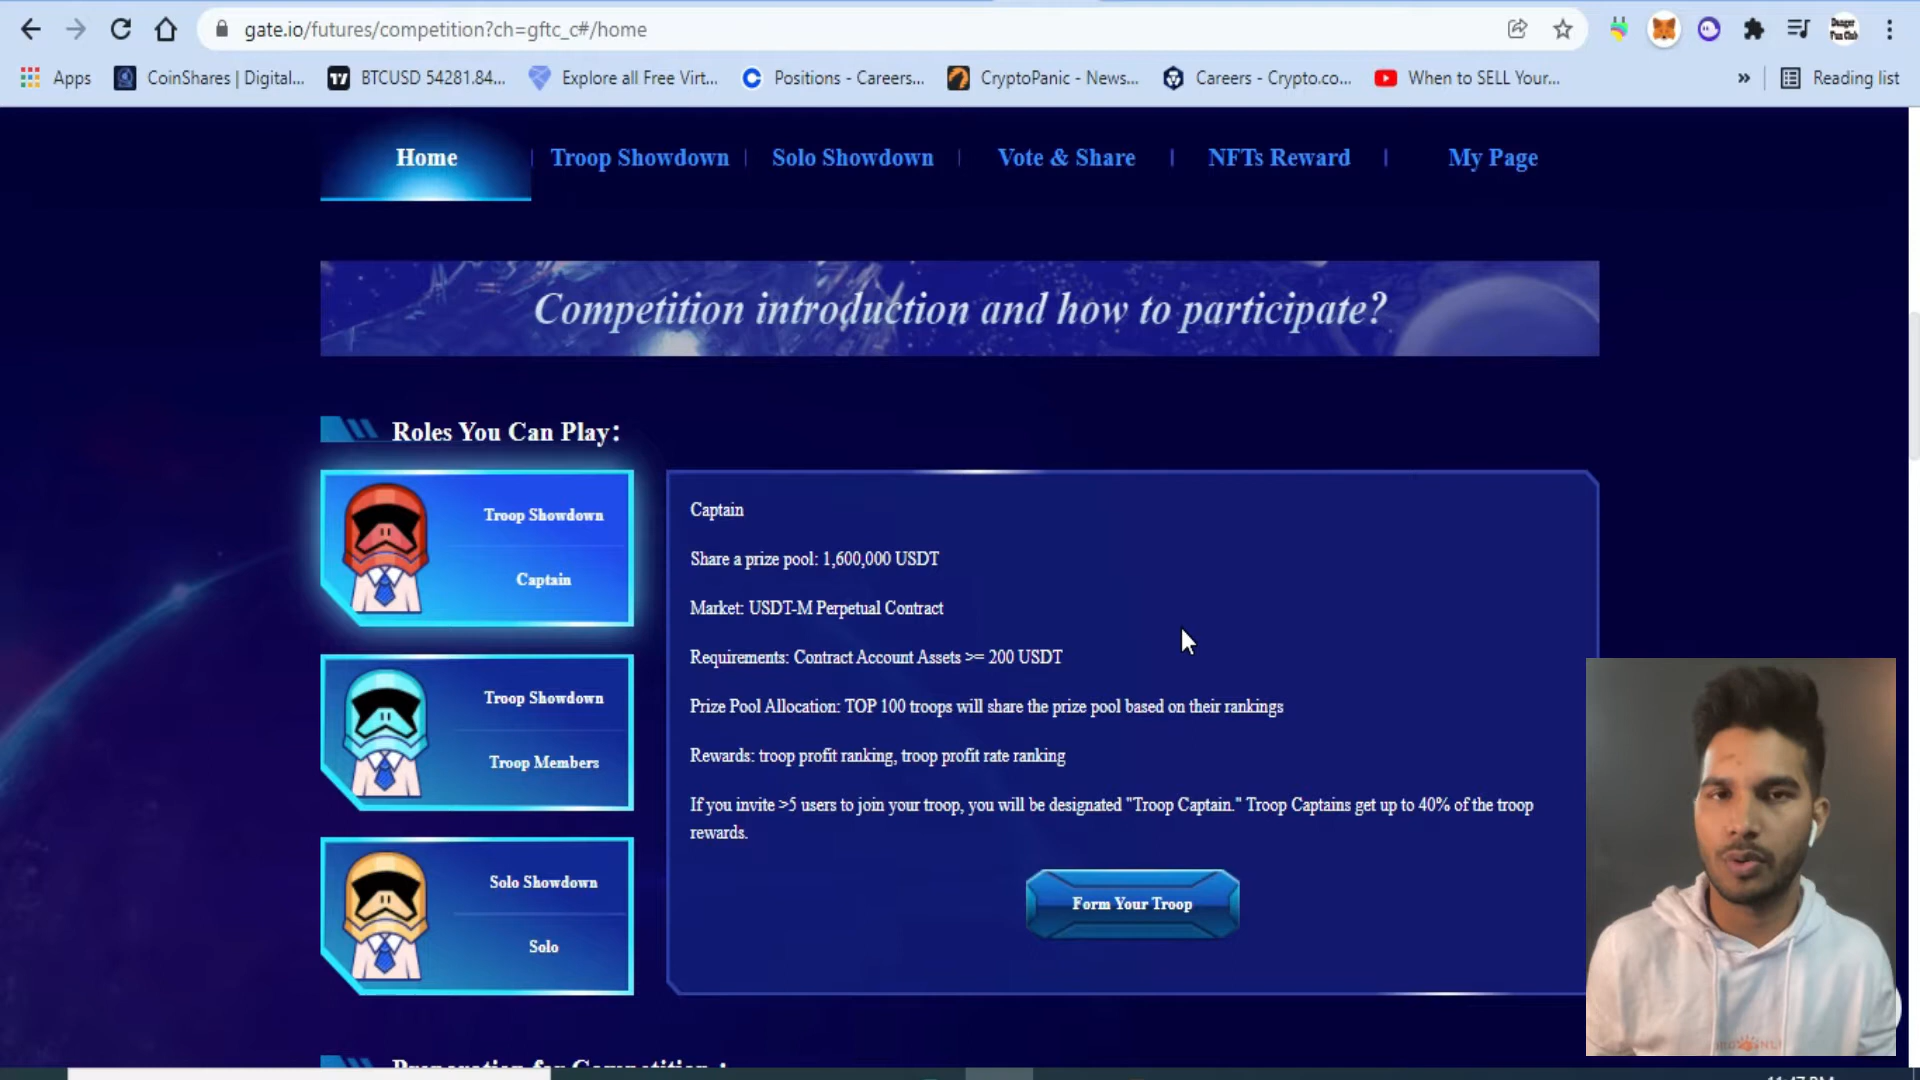 gate.io/futures/competition?ch=gftc_c#/home
Apps
CoinShares | Digital...
BTCUSD 54281.84...
Explore all Free Virt...
Positions - Careers...
CryptoPanic - News...
Careers - Crypto.co...
When to SELL Your...
»
Reading list
Home
Troop Showdown
Solo Showdown
Vote & Share
NFTs Reward
My Page
Competition introduction and how to participate?
Roles You Can Play:
Troop Showdown
Captain
Troop Showdown
Troop Members
Solo Showdown
Solo
Captain
Share a prize pool: 1,600,000 USDT
Market: USDT-M Perpetual Contract
Requirements: Contract Account Assets >= 200 USDT
Prize Pool Allocation: TOP 100 troops will share the prize pool based on their rankings
Rewards: troop profit ranking, troop profit rate ranking
If you invite >5 users to join your troop, you will be designated "Troop Captain." Troop Captains get up to 40% of the troop
rewards.
Form Your Troop
Preparation for Competition :